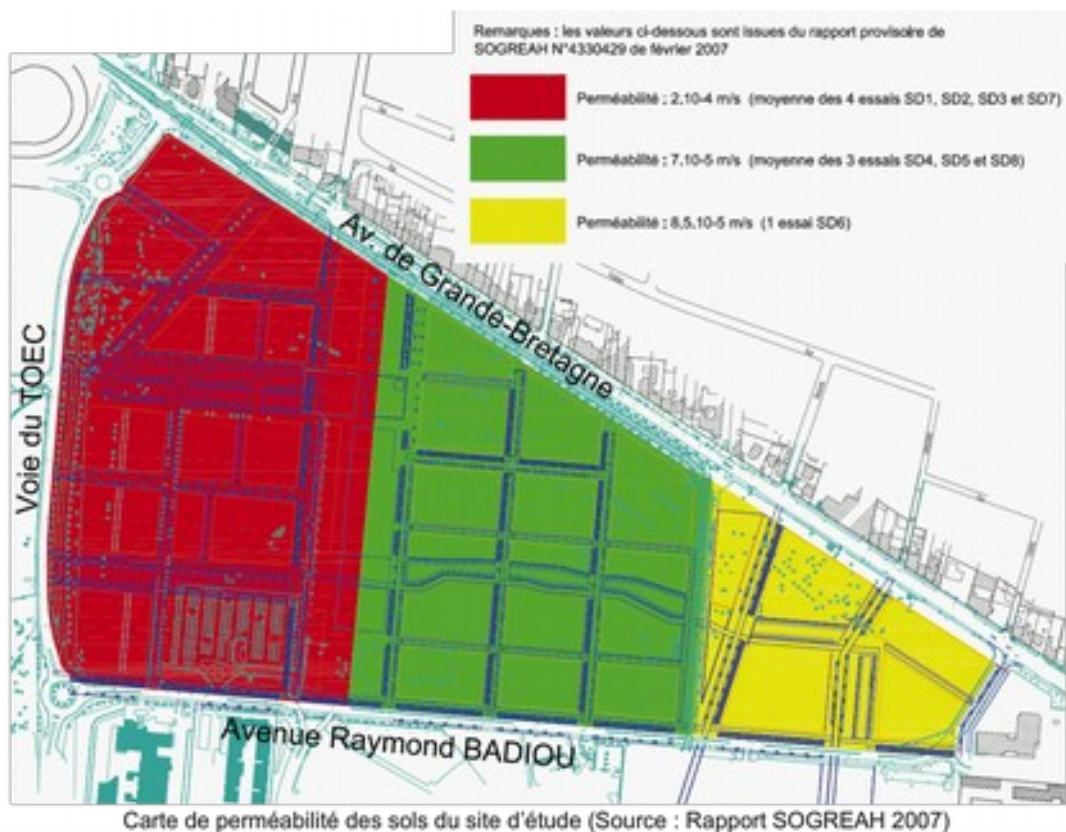 Remarques : les valeurs ci-dessous sont issues du rapport provisoire de
SOGREAH N°4330429 de février 2007
Perméabilité : 2,10-4 m/s (moyenne des 4 essais SD1, SD2, SD3 et SD7)
Perméabilité : 7,10-5 m/s (moyenne des 3 essais SD4, SD5 et SD8)
Perméabilité : 8,5,10-5 m/s (1 essai SD6)
Av. de Grande-Bretagne
Voie du TOEC
Avenue Raymond BADIOU
Carte de perméabilité des sols du site d'étude (Source : Rapport SOGREAH 2007)